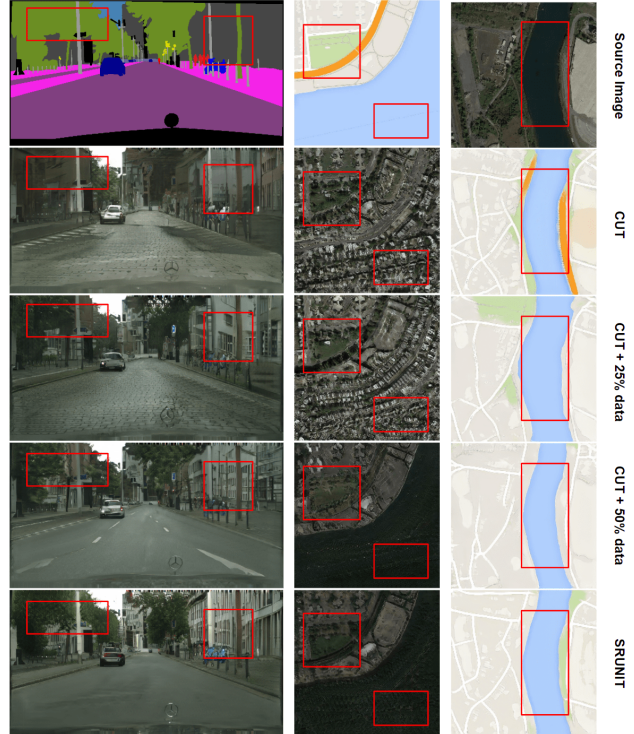 Source Image
CUT
CUT + 25% data
CUT + 50% data
SRUNIT